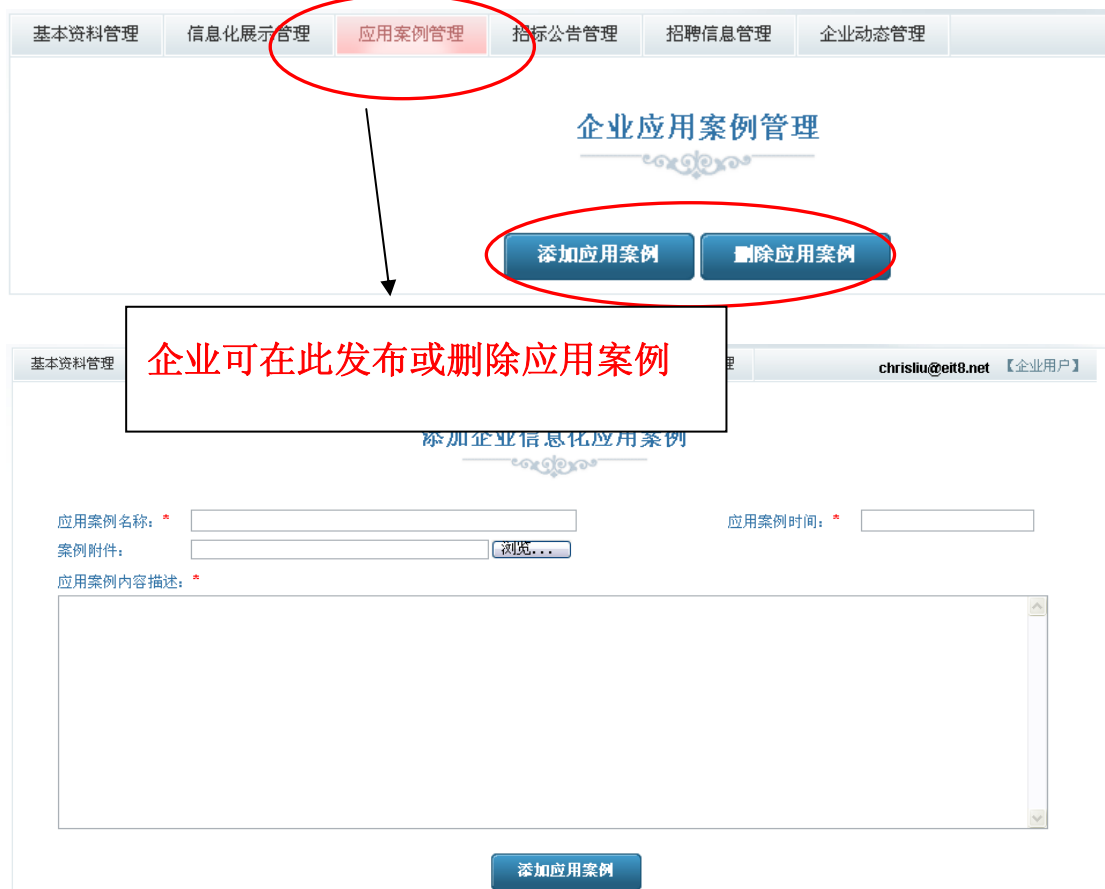 基本资料管理 信息化展示管理 应用案例管理 招标公告管理 招聘信息管理 企业动态管理
企业应用案例管理
添加应用案例 删除应用案例
企业可在此发布或删除应用案例
基本资料管理 理 chrisliu@eit8.net 【企业用户】
添加企业信息化应用案例
应用案例名称：* 应用案例时间：*
案例附件： 浏览...
应用案例内容描述：*
添加应用案例